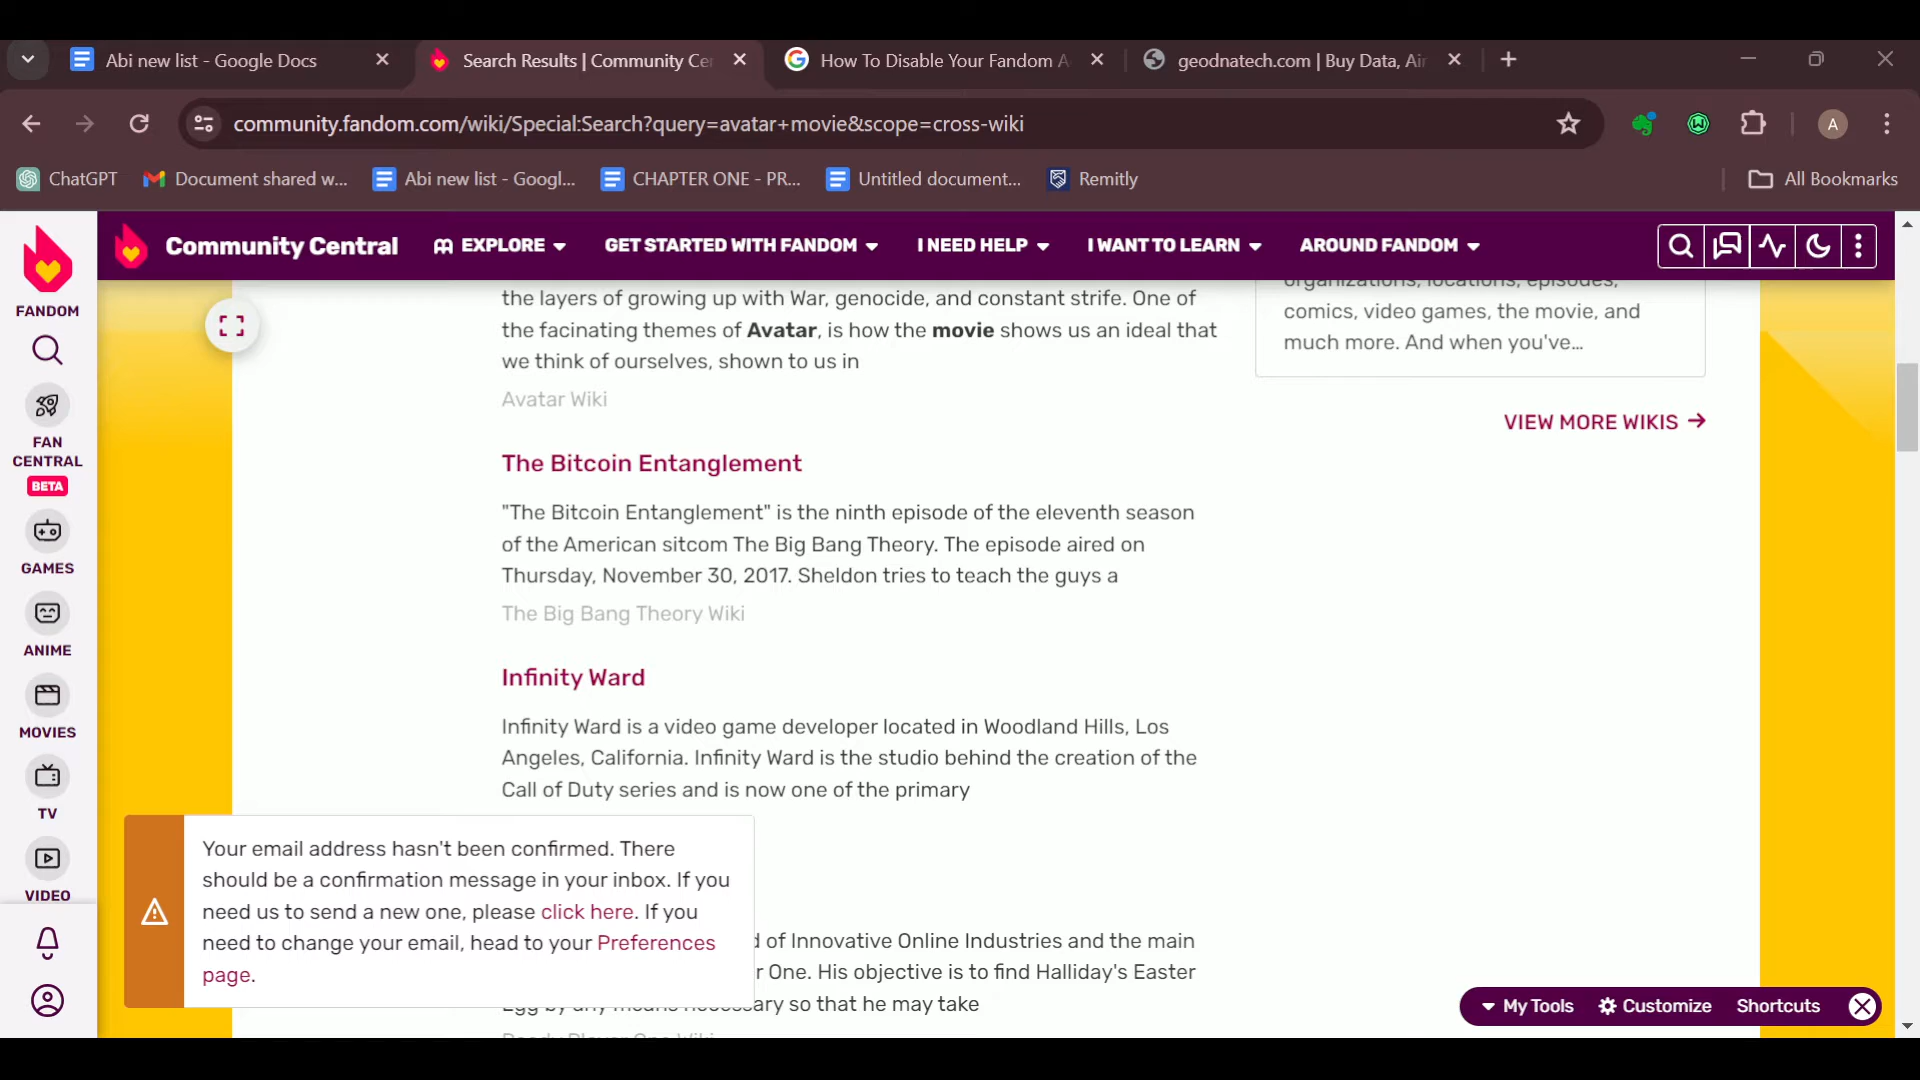 Abi new list - Google Docs
Search Results | Community Ce
How To Disable Your Fandom A
geodnatech.com | Buy Data, Air
community.fandom.com/wiki/Special:Search?query=avatar+movie&scope=cross-wiki
A
ChatGPT
Document shared w...
Abi new list - Googl...
CHAPTER ONE - PR...
Untitled document...
Remitly
All Bookmarks
Community Central
EXPLORE
GET STARTED WITH FANDOM
I NEED HELP
I WANT TO LEARN
AROUND FANDOM
FANDOM
FAN
CENTRAL
BETA
GAMES
ANIME
MOVIES
TV
VIDEO
the layers of growing up with War, genocide, and constant strife. One of
the facinating themes of Avatar, is how the movie shows us an ideal that
we think of ourselves, shown to us in
Avatar Wiki
The Bitcoin Entanglement
"The Bitcoin Entanglement" is the ninth episode of the eleventh season
of the American sitcom The Big Bang Theory. The episode aired on
Thursday, November 30, 2017. Sheldon tries to teach the guys a
The Big Bang Theory Wiki
Infinity Ward
Infinity Ward is a video game developer located in Woodland Hills, Los
Angeles, California. Infinity Ward is the studio behind the creation of the
Call of Duty series and is now one of the primary
d of Innovative Online Industries and the main
r One. His objective is to find Halliday's Easter
Egg by any means necessary so that he may take
Ready Player One Wiki
organizations, locations, episodes,
comics, video games, the movie, and
much more. And when you've...
VIEW MORE WIKIS
Your email address hasn't been confirmed. There
should be a confirmation message in your inbox. If you
need us to send a new one, please click here. If you
need to change your email, head to your Preferences
page.
My Tools
Customize
Shortcuts